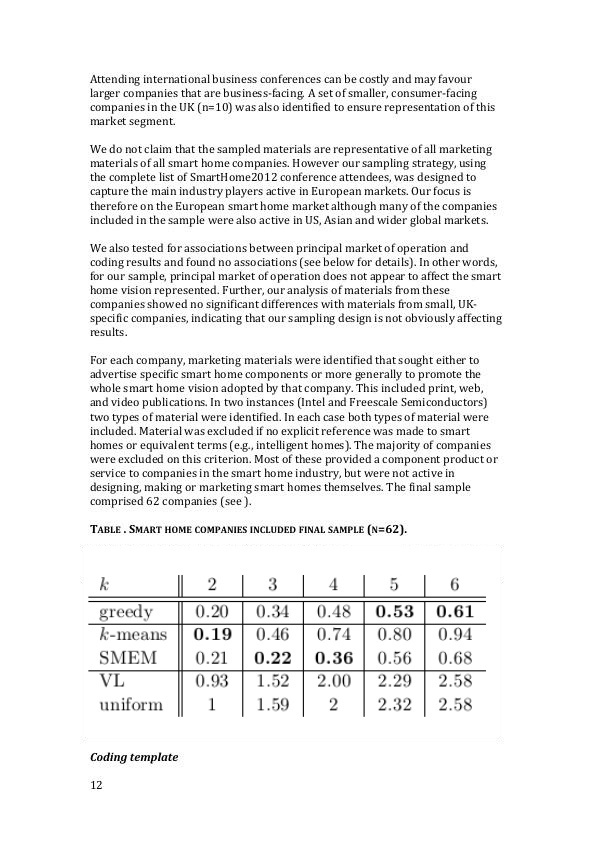 Attending international business conferences can be costly and may favour
larger companies that are business-facing. A set of smaller, consumer-facing
companies in the UK (n=10) was also identified to ensure representation of this
market segment.
We do not claim that the sampled materials are representative of all marketing
materials of all smart home companies. However our sampling strategy, using
the complete list of SmartHome2012 conference attendees, was designed to
capture the main industry players active in European markets. Our focus is
therefore on the European smart home market although many of the companies
included in the sample were also active in US, Asian and wider global markets.
We also tested for associations between principal market of operation and
coding results and found no associations (see below for details). In other words,
for our sample, principal market of operation does not appear to affect the smart
home vision represented. Further, our analysis of materials from these
companies showed no significant differences with materials from small, UK-
specific companies, indicating that our sampling design is not obviously affecting
results.
For each company, marketing materials were identified that sought either to
advertise specific smart home components or more generally to promote the
whole smart home vision adopted by that company. This included print, web,
and video publications. In two instances (Intel and Freescale Semiconductors)
two types of material were identified. In each case both types of material were
included. Material was excluded if no explicit reference was made to smart
homes or equivalent terms (e.g., intelligent homes). The majority of companies
were excluded on this criterion. Most of these provided a component product or
service to companies in the smart home industry, but were not active in
designing, making or marketing smart homes themselves. The final sample
comprised 62 companies (see ).
TABLE . SMART HOME COMPANIES INCLUDED FINAL SAMPLE (N=62).
k 2 3 4 5 6
greedy 0.20 0.34 0.48 0.53 0.61
k-means 0.19 0.46 0.74 0.80 0.94
SMEM 0.21 0.22 0.36 0.56 0.68
VL 0.93 1.52 2.00 2.29 2.58
uniform 1 1.59 2 2.32 2.58
Coding template
12